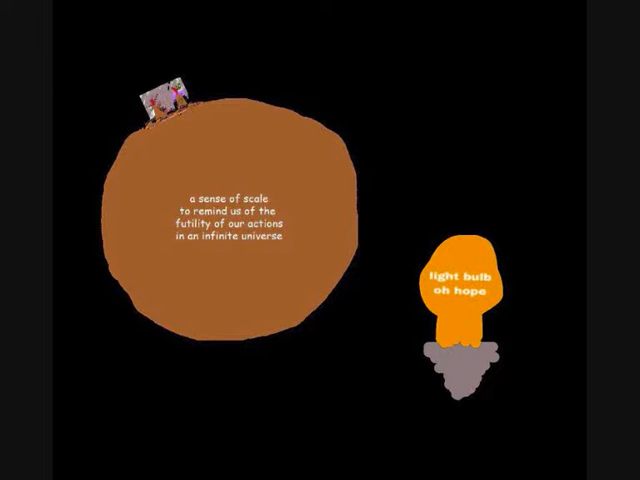 a sense of scale
to remind us of the
futility of our actions
in an infinite universe
light bulb
oh hope